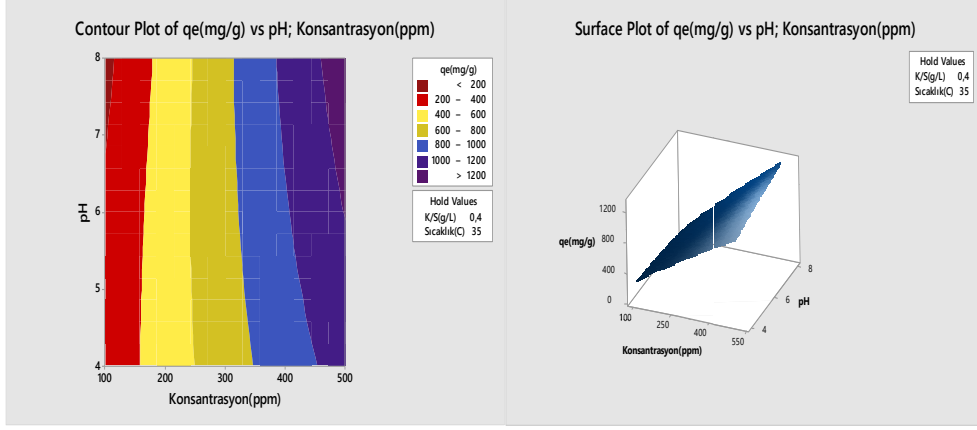 Contour Plot of qe(mg/g) vs pH; Konsantrasyon(ppm)
8
7
6
5
4
pH
100 200 300 400 500
Konsantrasyon(ppm)
qe(mg/g)
< 200
200 – 400
400 – 600
600 – 800
800 – 1000
1000 – 1200
> 1200
Hold Values
K/S(g/L) 0,4
Sıcaklık(C) 35
Surface Plot of qe(mg/g) vs pH; Konsantrasyon(ppm)
Hold Values
K/S(g/L) 0,4
Sıcaklık(C) 35
1200
800
400
0
qe(mg/g)
100 250 400 550
Konsantrasyon(ppm)
4
6
8
pH